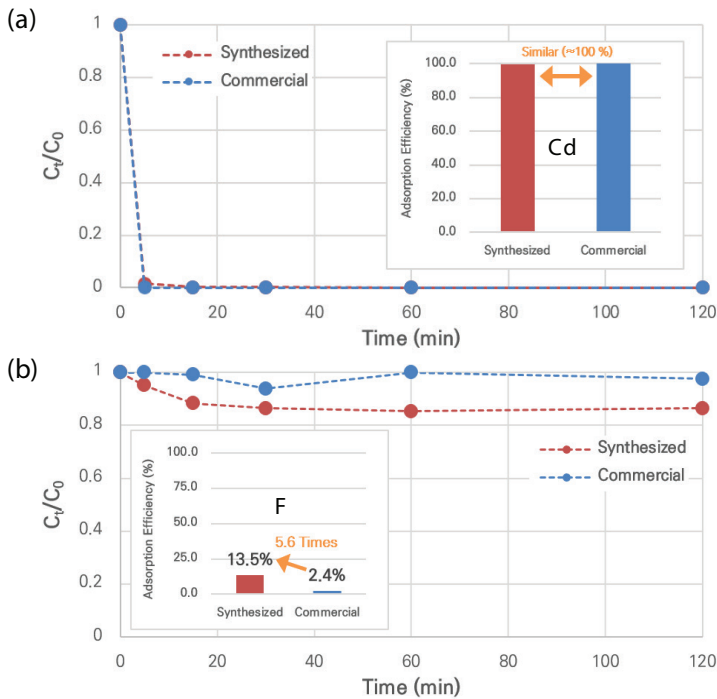 (a)
1
0.8
0.6
0.4
0.2
0
Cₜ/C₀
0 20 40 60 80 100 120
Time (min)
Synthesized
Commercial
Similar (≈100 %)
100.0
80.0
60.0
40.0
20.0
0.0
Adsorption Efficiency (%)
Cd
Synthesized Commercial
(b)
1
0.8
0.6
0.4
0.2
0
Cₜ/C₀
0 20 40 60 80 100 120
Time (min)
Synthesized
Commercial
100.0
75.0
50.0
25.0
0.0
Adsorption Efficiency (%)
F
5.6 Times
13.5%
2.4%
Synthesized Commercial